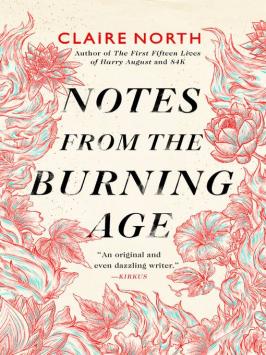 CLAIRE NORTH
Author of The First Fifteen Lives
of Harry August and 84K
NOTES
FROM THE
BURNING
AGE
“An original and
even dazzling writer.”
—KIRKUS